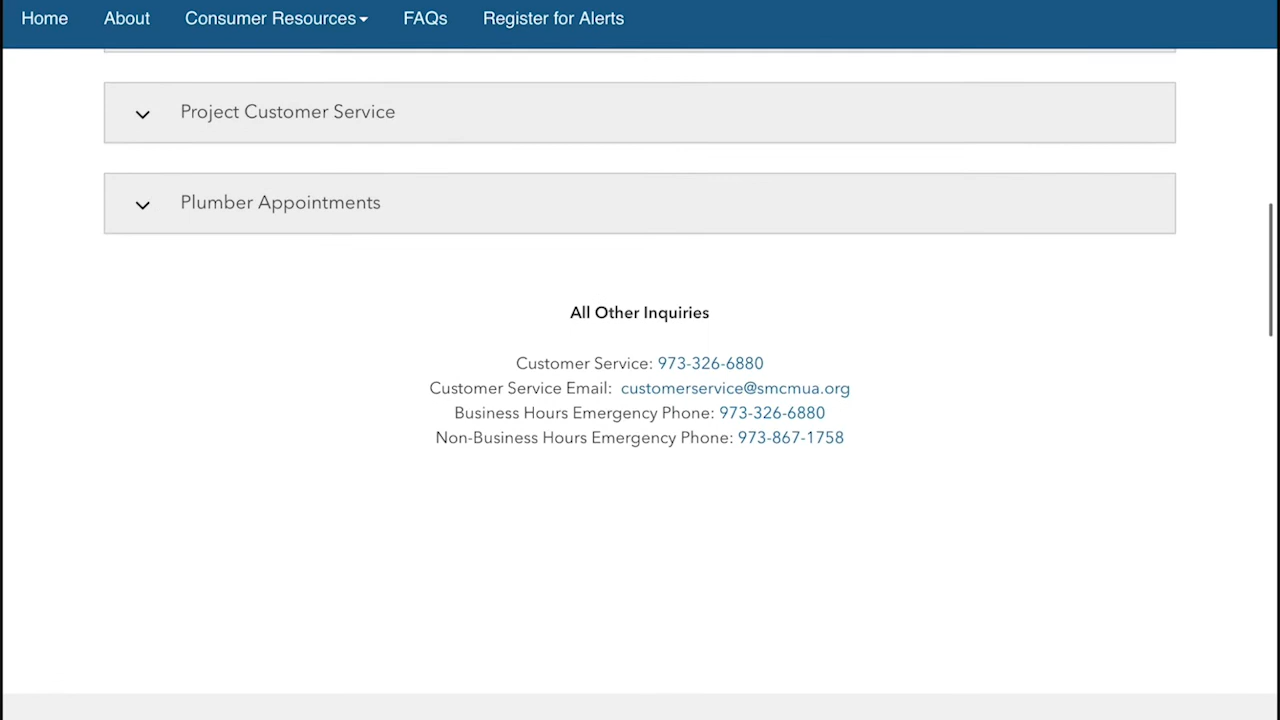 Home About Consumer Resources FAQs Register for Alerts
Project Customer Service
Plumber Appointments
All Other Inquiries
Customer Service: 973-326-6880
Customer Service Email: customerservice@smcmua.org
Business Hours Emergency Phone: 973-326-6880
Non-Business Hours Emergency Phone: 973-867-1758